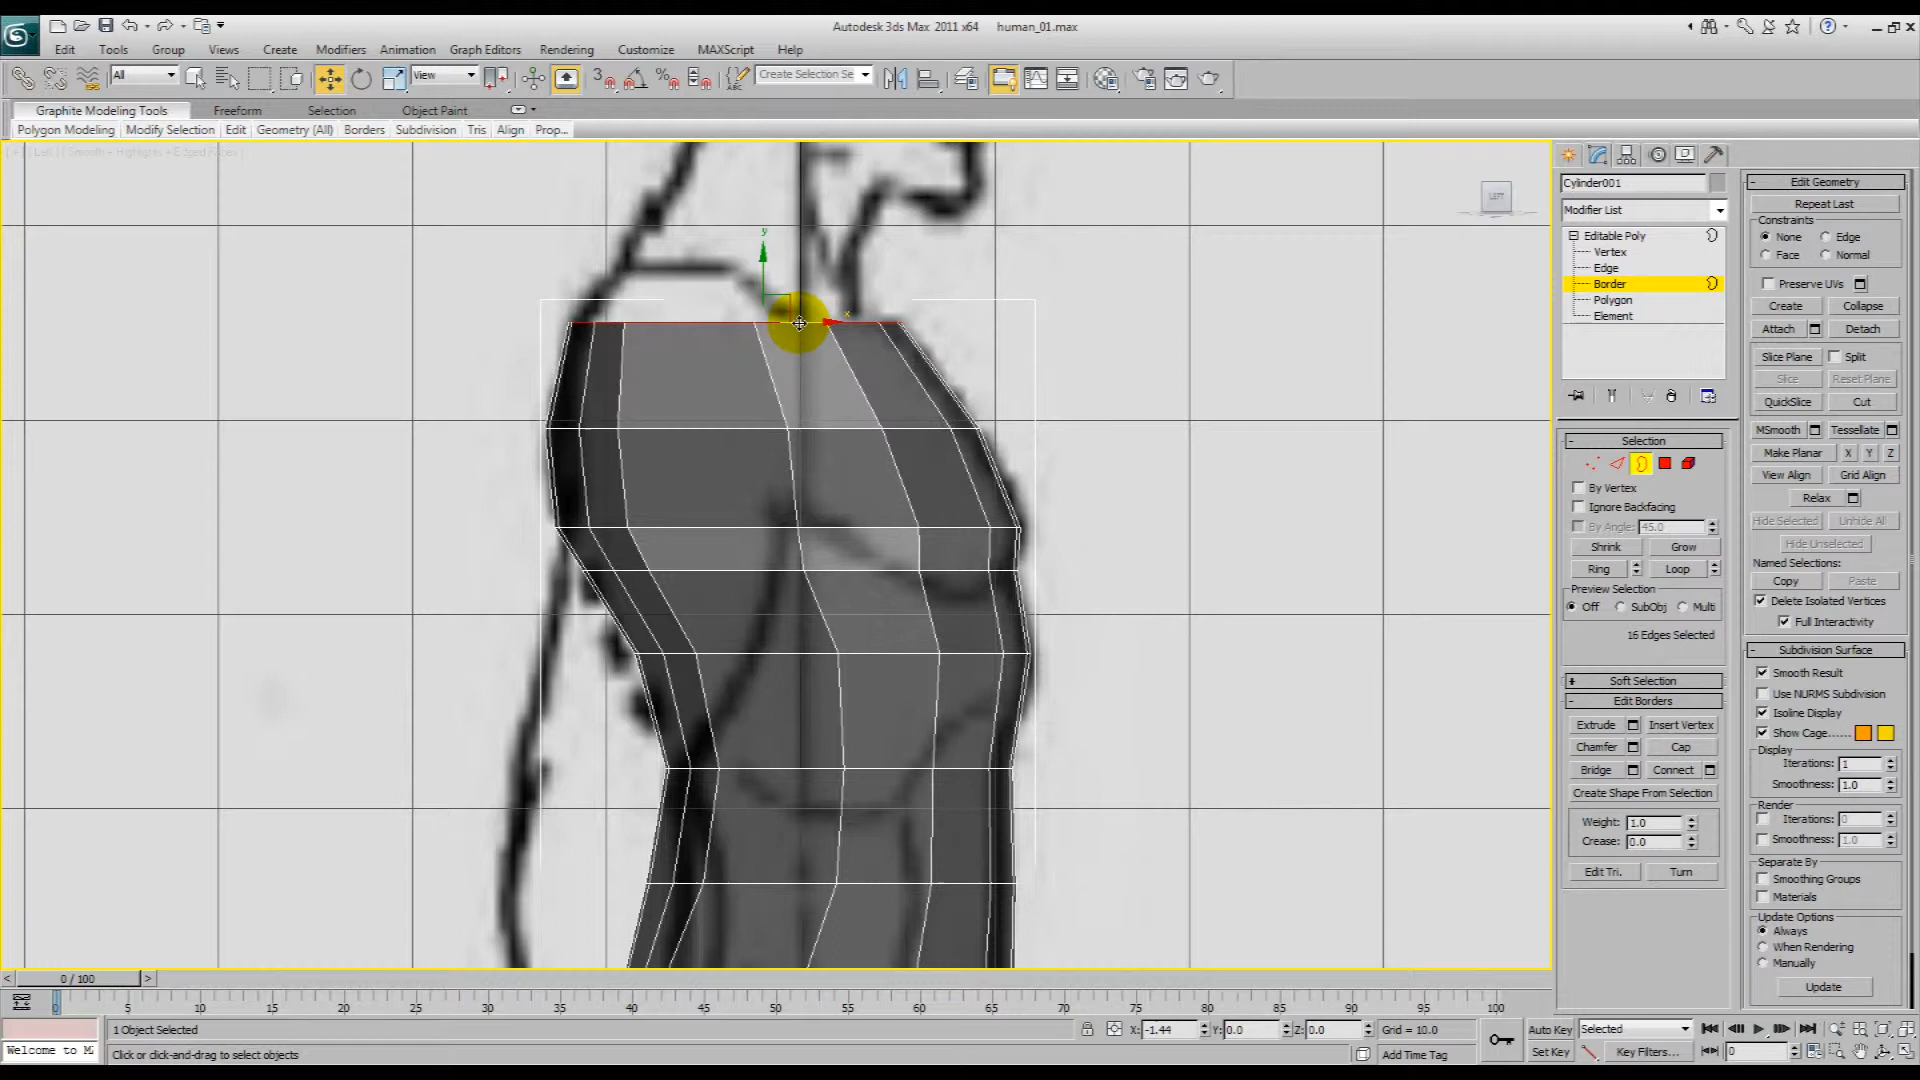 Autodesk 3ds Max 2011 x64 human_01.max
Edit Tools Group Views Create Modifiers Animation Graph Editors Rendering Customize MAXScript Help
All View Create Selection Se
Graphite Modeling Tools Freeform Selection Object Paint
Polygon Modeling Modify Selection Edit Geometry (All) Borders Subdivision Tris Align Prop...
[ + ] [ Left ] [ Smooth + Highlights + Edged Faces ]
LEFT
y
x
Cylinder001
Modifier List
Editable Poly
Vertex
Edge
Border
Polygon
Element
Selection
By Vertex
Ignore Backfacing
By Angle: 45.0
Shrink Grow
Ring Loop
Preview Selection
Off SubObj Multi
16 Edges Selected
Soft Selection
Edit Borders
Extrude Insert Vertex
Chamfer Cap
Bridge Connect
Create Shape From Selection
Weight: 1.0
Crease: 0.0
Edit Tri. Turn
Edit Geometry
Repeat Last
Constraints
None Edge
Face Normal
Preserve UVs
Create Collapse
Attach Detach
Slice Plane Split
Slice Reset Plane
QuickSlice Cut
MSmooth Tessellate
Make Planar X Y Z
View Align Grid Align
Relax
Hide Selected Unhide All
Hide Unselected
Named Selections:
Copy Paste
Delete Isolated Vertices
Full Interactivity
Subdivision Surface
Smooth Result
Use NURMS Subdivision
Isoline Display
Show Cage......
Display
Iterations: 1
Smoothness: 1.0
Render
Iterations: 0
Smoothness: 1.0
Separate By
Smoothing Groups
Materials
Update Options
Always
When Rendering
Manually
Update
< 0 / 100 >
0 5 10 15 20 25 30 35 40 45 50 55 60 65 70 75 80 85 90 95 100
1 Object Selected X: -1.44 Y: 0.0 Z: 0.0 Grid = 10.0 Auto Key Selected
Welcome to M Click or click-and-drag to select objects Add Time Tag Set Key Key Filters... 0